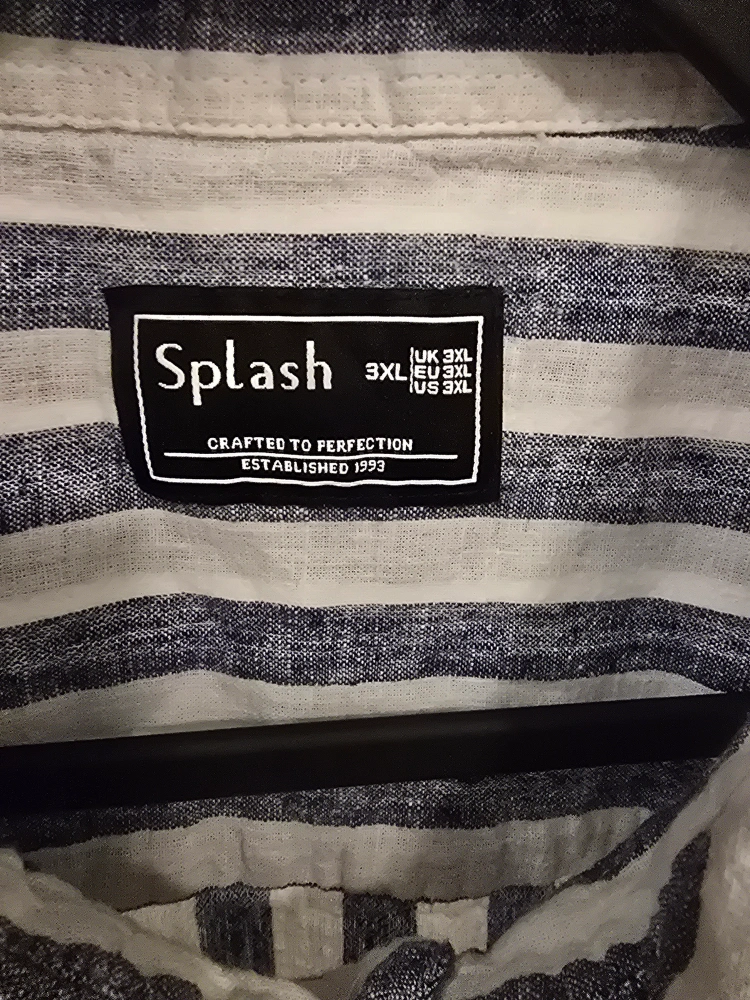 Splash
3XL
UK 3XL
EU 3XL
US 3XL
CRAFTED TO PERFECTION
ESTABLISHED 1993